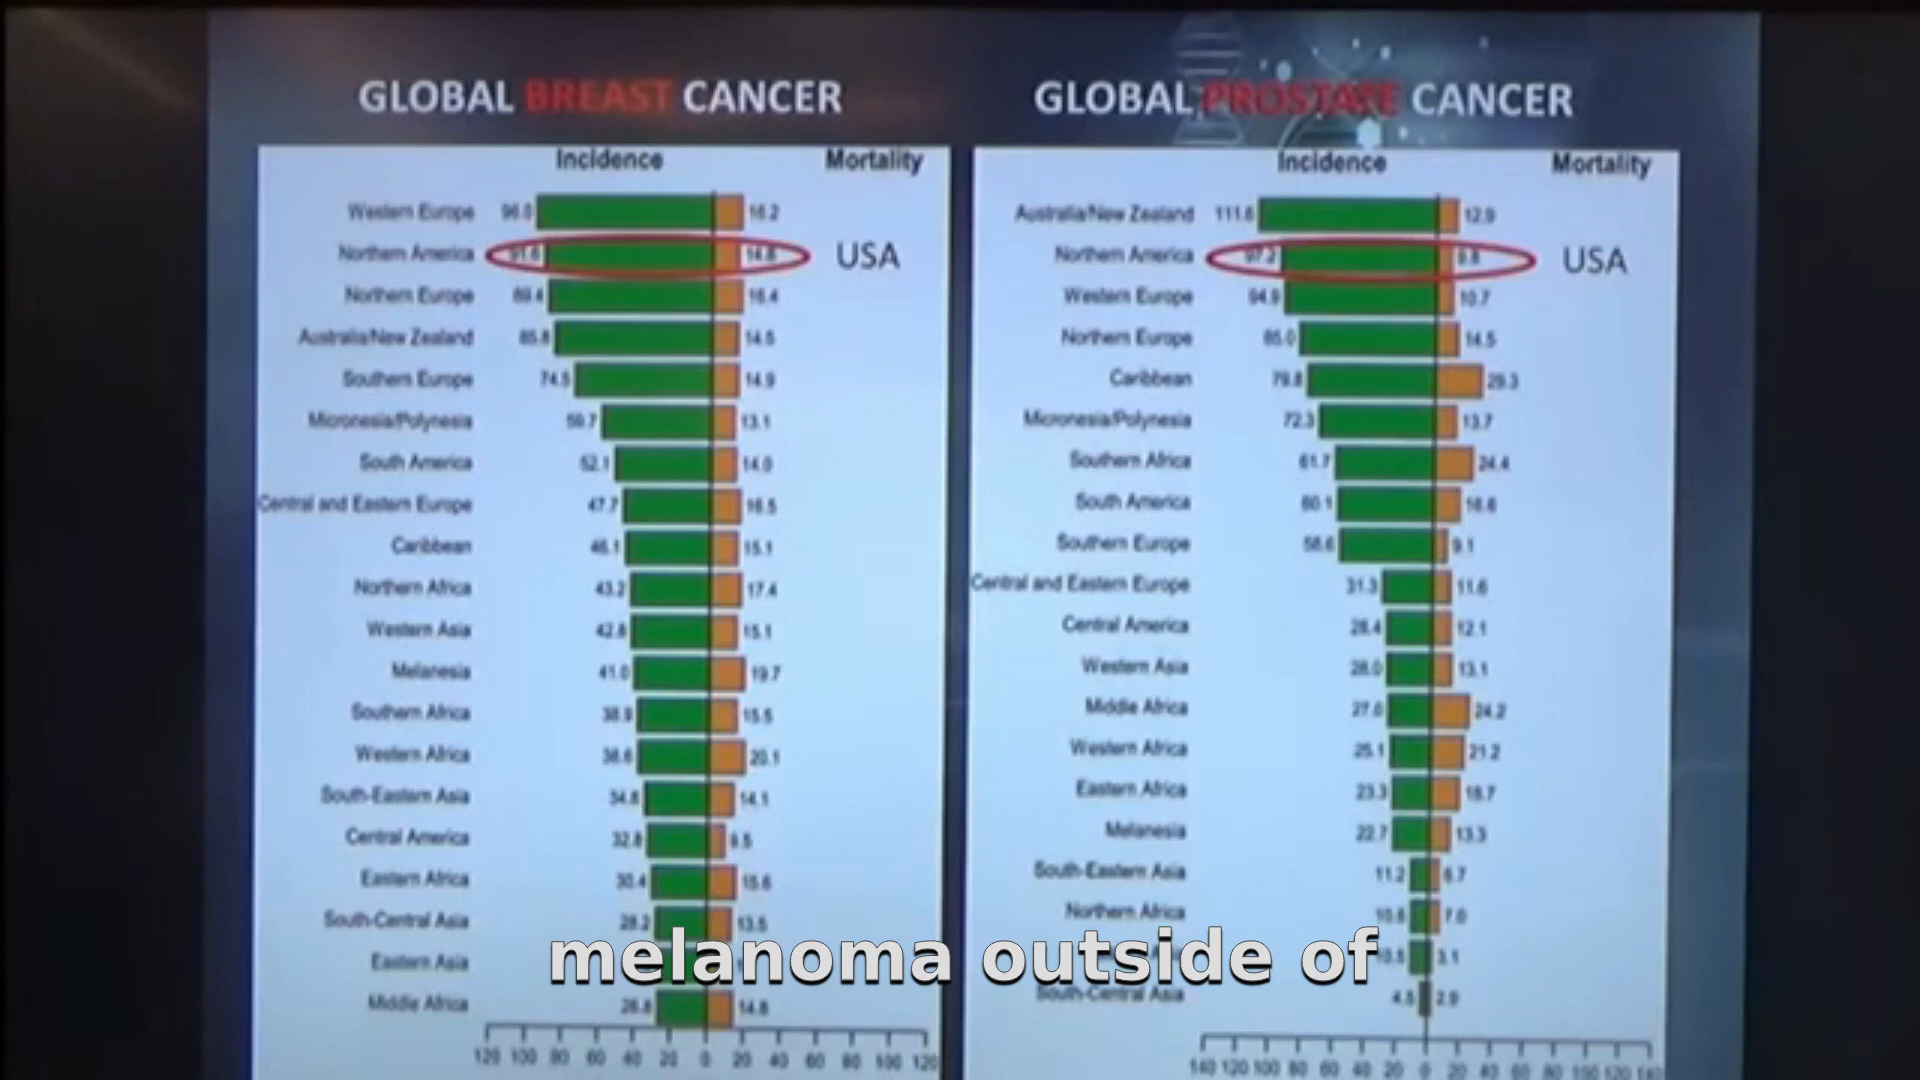 GLOBAL BREAST CANCER
Incidence Mortality
Western Europe 96.0 16.2
Northern America 91.6 14.8 USA
Northern Europe 89.4 16.4
Australia/New Zealand 85.8 14.5
Southern Europe 74.5 14.9
Micronesia/Polynesia 59.7 13.1
South America 52.1 14.0
Central and Eastern Europe 47.7 16.5
Caribbean 46.1 15.1
Northern Africa 43.2 17.4
Western Asia 42.8 15.1
Melanesia 41.0 19.7
Southern Africa 38.9 15.5
Western Africa 38.6 20.1
South-Eastern Asia 34.8 14.1
Central America 32.8 9.5
Eastern Africa 30.4 15.6
South-Central Asia 28.2 13.5
Eastern Asia
Middle Africa 26.8 14.8
120 100 80 60 40 20 0 20 40 60 80 100 120
GLOBAL PROSTATE CANCER
Incidence Mortality
Australia/New Zealand 111.6 12.9
Northern America 97.2 9.8 USA
Western Europe 94.9 10.7
Northern Europe 85.0 14.5
Caribbean 79.8 29.3
Micronesia/Polynesia 72.3 13.7
Southern Africa 61.7 24.4
South America 60.1 16.6
Southern Europe 58.6 9.1
Central and Eastern Europe 31.3 11.6
Central America 28.4 12.1
Western Asia 28.0 13.1
Middle Africa 27.0 24.2
Western Africa 25.1 21.2
Eastern Africa 23.3 18.7
Melanesia 22.7 13.3
South-Eastern Asia 11.2 6.7
Northern Africa 10.6 7.0
10.5 3.1
South-Central Asia 4.5 2.9
140 120 100 80 60 40 20 0 20 40 60 80 100 120 140
melanoma outside of